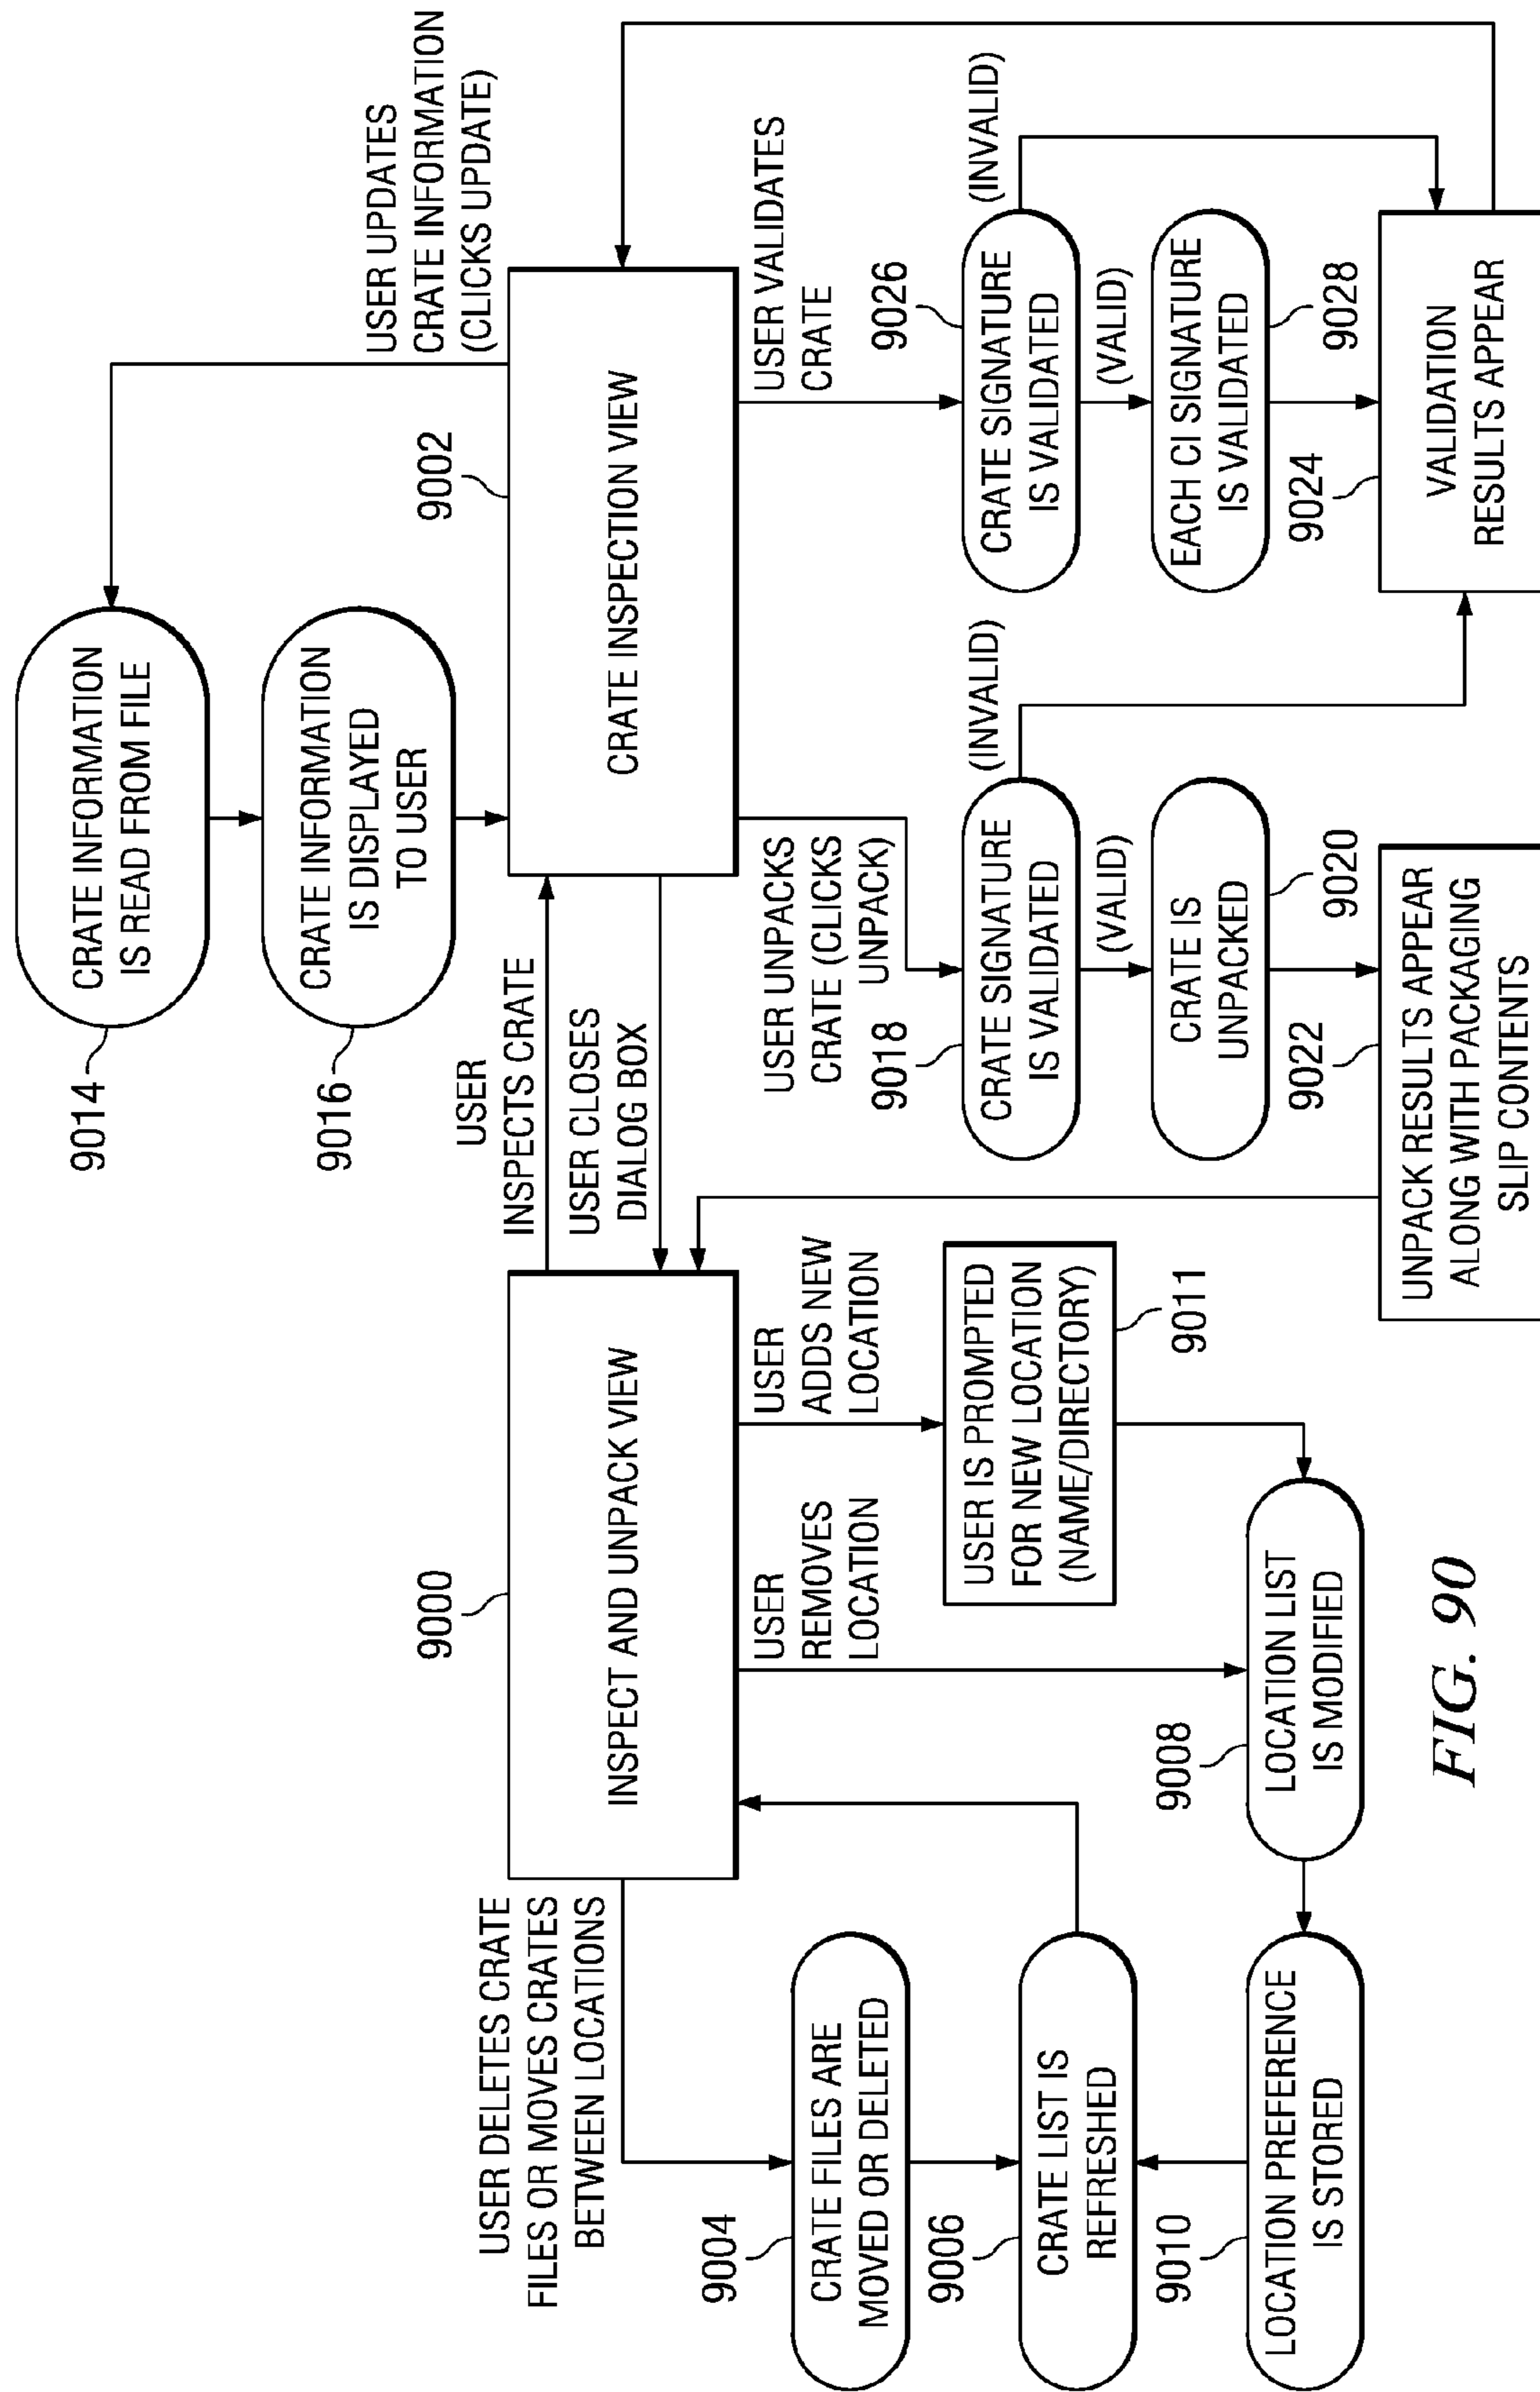 9014
CRATE INFORMATION
IS READ FROM FILE
9016
CRATE INFORMATION
IS DISPLAYED
TO USER
USER UPDATES
CRATE INFORMATION
(CLICKS UPDATE)
USER DELETES CRATE
FILES OR MOVES CRATES
BETWEEN LOCATIONS
9000
INSPECT AND UNPACK VIEW
USER
INSPECTS CRATE
USER CLOSES
DIALOG BOX
9002
CRATE INSPECTION VIEW
9004
CRATE FILES ARE
MOVED OR DELETED
9006
CRATE LIST IS
REFRESHED
9010
LOCATION PREFERENCE
IS STORED
USER
REMOVES
LOCATION
USER
ADDS NEW
LOCATION
USER IS PROMPTED
FOR NEW LOCATION
(NAME/DIRECTORY)
9011
9008
LOCATION LIST
IS MODIFIED
USER UNPACKS
CRATE (CLICKS
UNPACK)
9018
CRATE SIGNATURE
IS VALIDATED
(INVALID)
(VALID)
CRATE IS
UNPACKED
9020
9022
UNPACK RESULTS APPEAR
ALONG WITH PACKAGING
SLIP CONTENTS
USER VALIDATES
CRATE
9026
CRATE SIGNATURE
IS VALIDATED
(INVALID)
(VALID)
EACH CI SIGNATURE
IS VALIDATED
9028
9024
VALIDATION
RESULTS APPEAR
FIG. 90